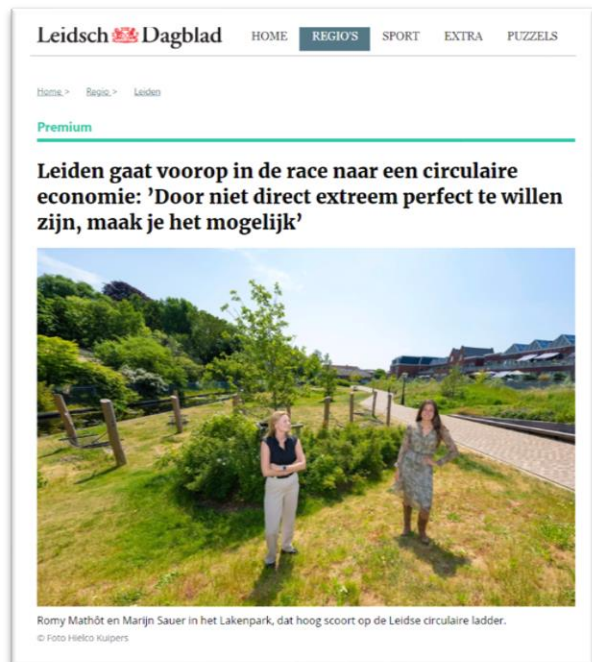 Leidsch Dagblad HOME REGIO'S SPORT EXTRA PUZZELS
Home > Regio > Leiden
Premium
Leiden gaat voorop in de race naar een circulaire
economie: ’Door niet direct extreem perfect te willen
zijn, maak je het mogelijk’
Romy Mathôt en Marijn Sauer in het Lakenpark, dat hoog scoort op de Leidse circulaire ladder.
© Foto Hielco Kuipers